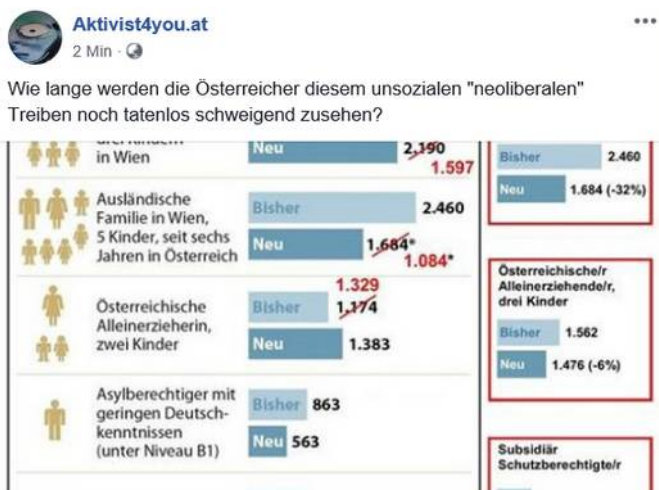 Aktivist4you.at
2 Min ·
Wie lange werden die Österreicher diesem unsozialen "neoliberalen"
Treiben noch tatenlos schweigend zusehen?
in Wien
Neu 2.190
1.597
Ausländische
Familie in Wien,
5 Kinder, seit sechs
Jahren in Österreich
Bisher 2.460
Neu 1.684*
1.084*
Österreichische
Alleinerzieherin,
zwei Kinder
1.329
Bisher 1.174
Neu 1.383
Asylberechtiger mit
geringen Deutsch-
kenntnissen
(unter Niveau B1)
Bisher 863
Neu 563
Bisher 2.460
Neu 1.684 (-32%)
Österreichische/r
Alleinerziehende/r,
drei Kinder
Bisher 1.562
Neu 1.476 (-6%)
Subsidiär
Schutzberechtigte/r